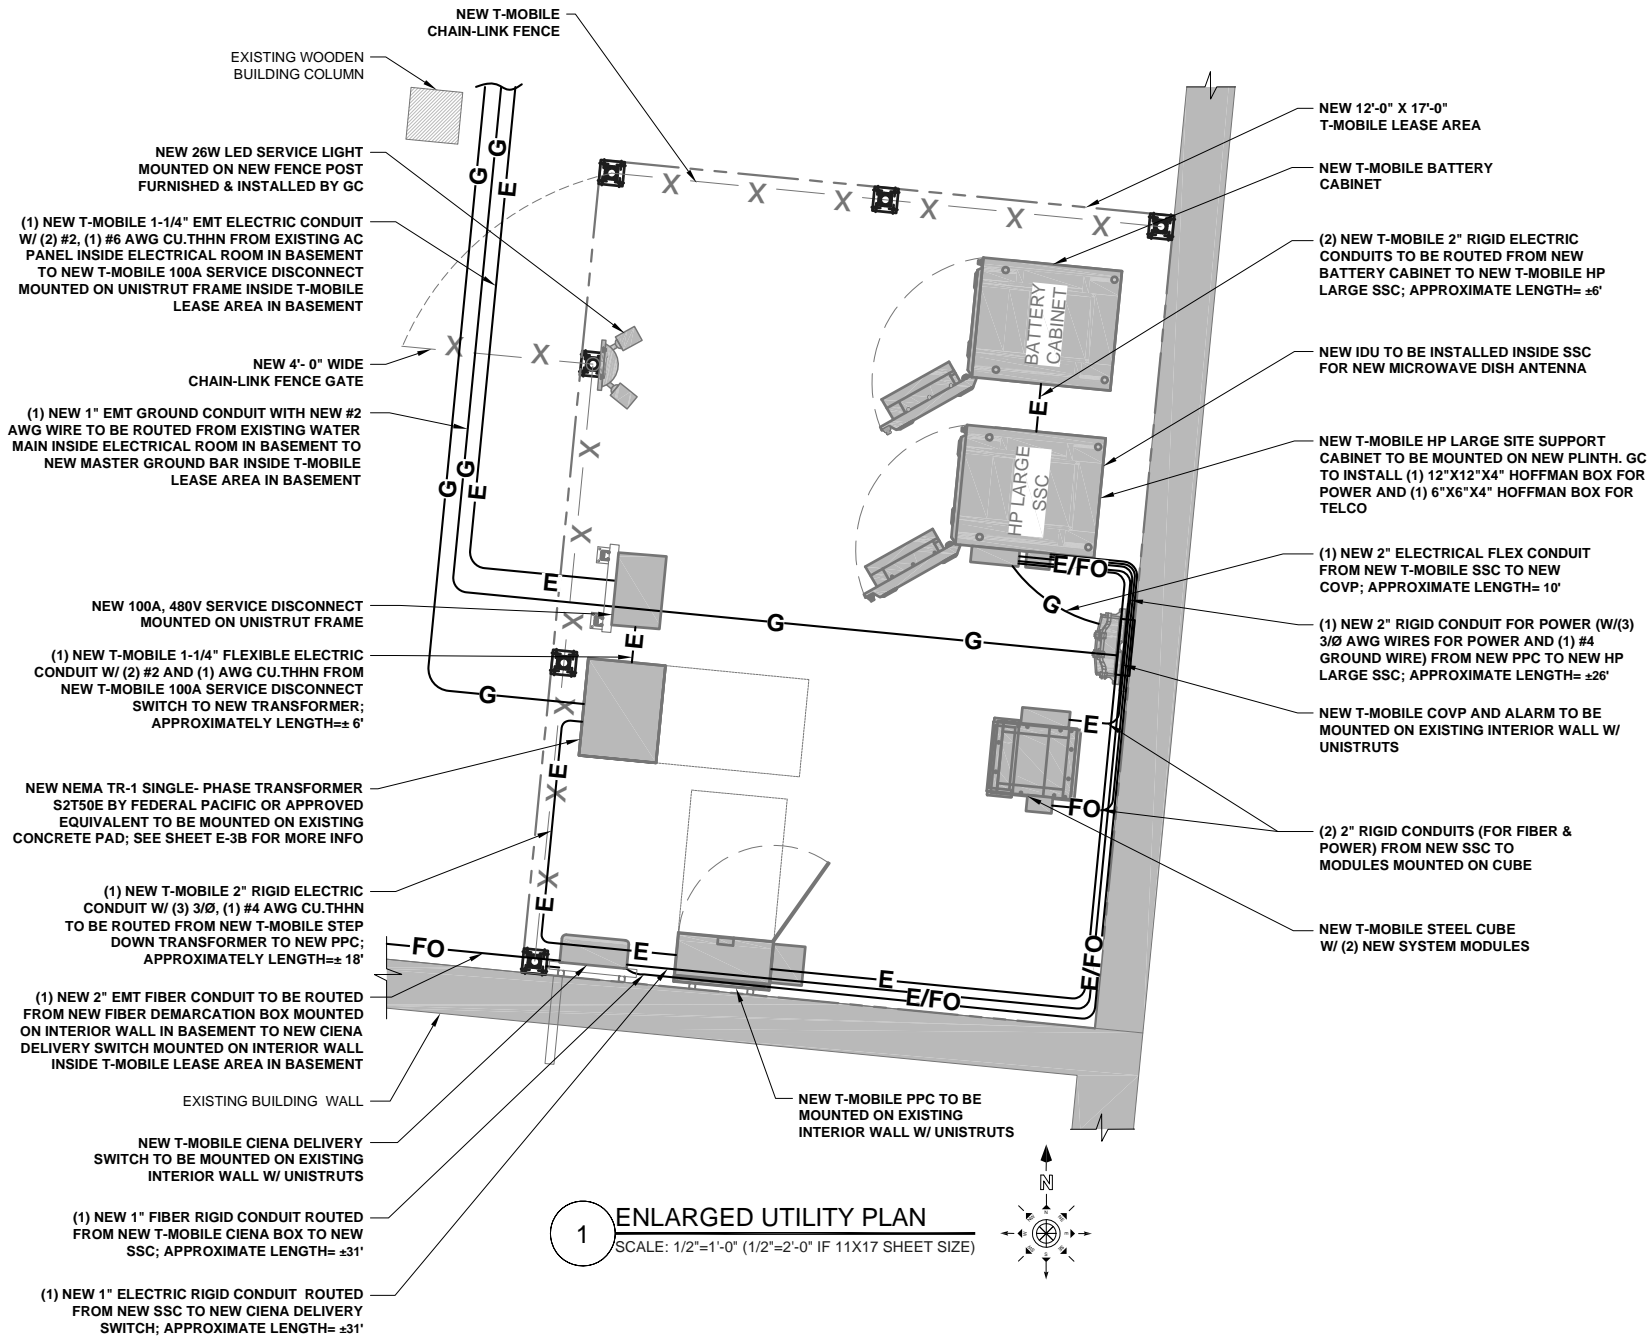 NEW T-MOBILE
CHAIN-LINK FENCE
EXISTING WOODEN
BUILDING COLUMN
NEW 26W LED SERVICE LIGHT
MOUNTED ON NEW FENCE POST
FURNISHED & INSTALLED BY GC
(1) NEW T-MOBILE 1-1/4" EMT ELECTRIC CONDUIT
W/ (2) #2, (1) #6 AWG CU.THHN FROM EXISTING AC
PANEL INSIDE ELECTRICAL ROOM IN BASEMENT
TO NEW T-MOBILE 100A SERVICE DISCONNECT
MOUNTED ON UNISTRUT FRAME INSIDE T-MOBILE
LEASE AREA IN BASEMENT
NEW 4'- 0" WIDE
CHAIN-LINK FENCE GATE
(1) NEW 1" EMT GROUND CONDUIT WITH NEW #2
AWG WIRE TO BE ROUTED FROM EXISTING WATER
MAIN INSIDE ELECTRICAL ROOM IN BASEMENT TO
NEW MASTER GROUND BAR INSIDE T-MOBILE
LEASE AREA IN BASEMENT
NEW 100A, 480V SERVICE DISCONNECT
MOUNTED ON UNISTRUT FRAME
(1) NEW T-MOBILE 1-1/4" FLEXIBLE ELECTRIC
CONDUIT W/ (2) #2 AND (1) AWG CU.THHN FROM
NEW T-MOBILE 100A SERVICE DISCONNECT
SWITCH TO NEW TRANSFORMER;
APPROXIMATELY LENGTH=± 6'
NEW NEMA TR-1 SINGLE- PHASE TRANSFORMER
S2T50E BY FEDERAL PACIFIC OR APPROVED
EQUIVALENT TO BE MOUNTED ON EXISTING
CONCRETE PAD; SEE SHEET E-3B FOR MORE INFO
(1) NEW T-MOBILE 2" RIGID ELECTRIC
CONDUIT W/ (3) 3/Ø, (1) #4 AWG CU.THHN
TO BE ROUTED FROM NEW T-MOBILE STEP
DOWN TRANSFORMER TO NEW PPC;
APPROXIMATELY LENGTH=± 18'
(1) NEW 2" EMT FIBER CONDUIT TO BE ROUTED
FROM NEW FIBER DEMARCATION BOX MOUNTED
ON INTERIOR WALL IN BASEMENT TO NEW CIENA
DELIVERY SWITCH MOUNTED ON INTERIOR WALL
INSIDE T-MOBILE LEASE AREA IN BASEMENT
EXISTING BUILDING WALL
NEW T-MOBILE CIENA DELIVERY
SWITCH TO BE MOUNTED ON EXISTING
INTERIOR WALL W/ UNISTRUTS
(1) NEW 1" FIBER RIGID CONDUIT ROUTED
FROM NEW T-MOBILE CIENA BOX TO NEW
SSC; APPROXIMATE LENGTH= ±31'
(1) NEW 1" ELECTRIC RIGID CONDUIT ROUTED
FROM NEW SSC TO NEW CIENA DELIVERY
SWITCH; APPROXIMATE LENGTH= ±31'
G
G
E
X
X
X
X
X
X
X
X
X
X
X
X
X
X
G
G
E
E
E
G
G
G
G
E
E
E
E
E
E/FO
FO
BATTERY
CABINET
E
HP LARGE
SSC
E/FO
E
FO
E/FO
NEW 12'-0" X 17'-0"
T-MOBILE LEASE AREA
NEW T-MOBILE BATTERY
CABINET
(2) NEW T-MOBILE 2" RIGID ELECTRIC
CONDUITS TO BE ROUTED FROM NEW
BATTERY CABINET TO NEW T-MOBILE HP
LARGE SSC; APPROXIMATE LENGTH= ±6'
NEW IDU TO BE INSTALLED INSIDE SSC
FOR NEW MICROWAVE DISH ANTENNA
NEW T-MOBILE HP LARGE SITE SUPPORT
CABINET TO BE MOUNTED ON NEW PLINTH. GC
TO INSTALL (1) 12"X12"X4" HOFFMAN BOX FOR
POWER AND (1) 6"X6"X4" HOFFMAN BOX FOR
TELCO
(1) NEW 2" ELECTRICAL FLEX CONDUIT
FROM NEW T-MOBILE SSC TO NEW
COVP; APPROXIMATE LENGTH= 10'
(1) NEW 2" RIGID CONDUIT FOR POWER (W/(3)
3/Ø AWG WIRES FOR POWER AND (1) #4
GROUND WIRE) FROM NEW PPC TO NEW HP
LARGE SSC; APPROXIMATE LENGTH= ±26'
NEW T-MOBILE COVP AND ALARM TO BE
MOUNTED ON EXISTING INTERIOR WALL W/
UNISTRUTS
(2) 2" RIGID CONDUITS (FOR FIBER &
POWER) FROM NEW SSC TO
MODULES MOUNTED ON CUBE
NEW T-MOBILE STEEL CUBE
W/ (2) NEW SYSTEM MODULES
NEW T-MOBILE PPC TO BE
MOUNTED ON EXISTING
INTERIOR WALL W/ UNISTRUTS
1
ENLARGED UTILITY PLAN
SCALE: 1/2"=1'-0" (1/2"=2'-0" IF 11X17 SHEET SIZE)
N